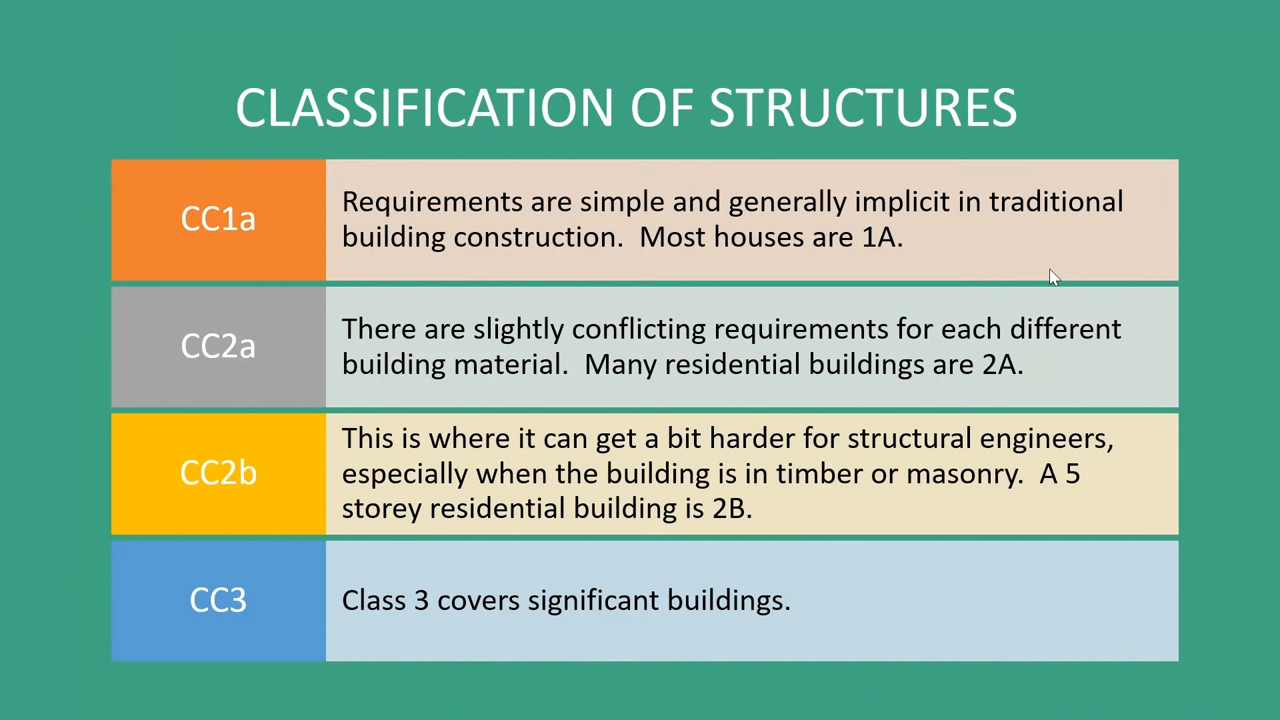 CLASSIFICATION OF STRUCTURES
CC1a
Requirements are simple and generally implicit in traditional
building construction.  Most houses are 1A.
CC2a
There are slightly conflicting requirements for each different
building material.  Many residential buildings are 2A.
CC2b
This is where it can get a bit harder for structural engineers,
especially when the building is in timber or masonry.  A 5
storey residential building is 2B.
CC3
Class 3 covers significant buildings.